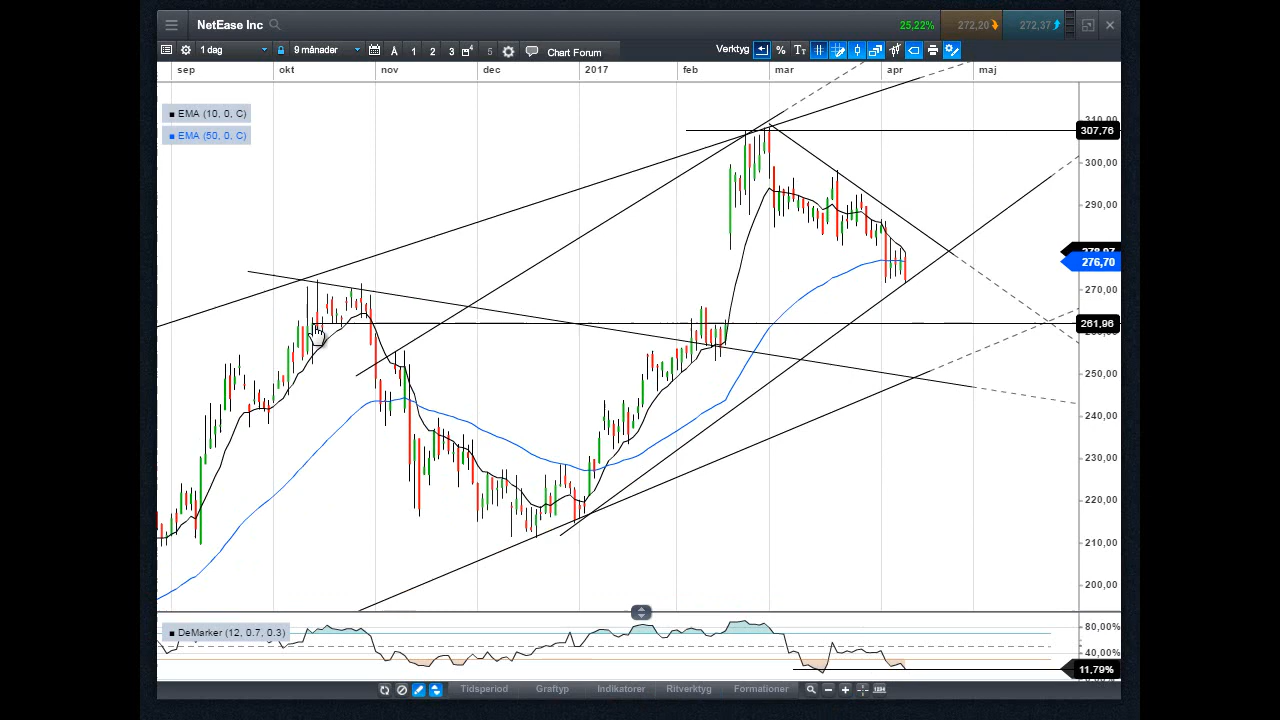 NetEase Inc 25,22% 272,20 272,37
1 dag 9 måneder A 1 2 3 5 Chart Forum Verktyg % Tт
sep okt nov dec 2017 feb mar apr maj
EMA (10, 0, C)
EMA (50, 0, C)
310,00
307,76
300,00
290,00
278,97
276,70
270,00
261,96
250,00
240,00
230,00
220,00
210,00
200,00
DeMarker (12, 0.7, 0.3)
80,00%
40,00%
11,79%
Tidsperiod Graftyp Indikatorer Ritverktyg Formationer